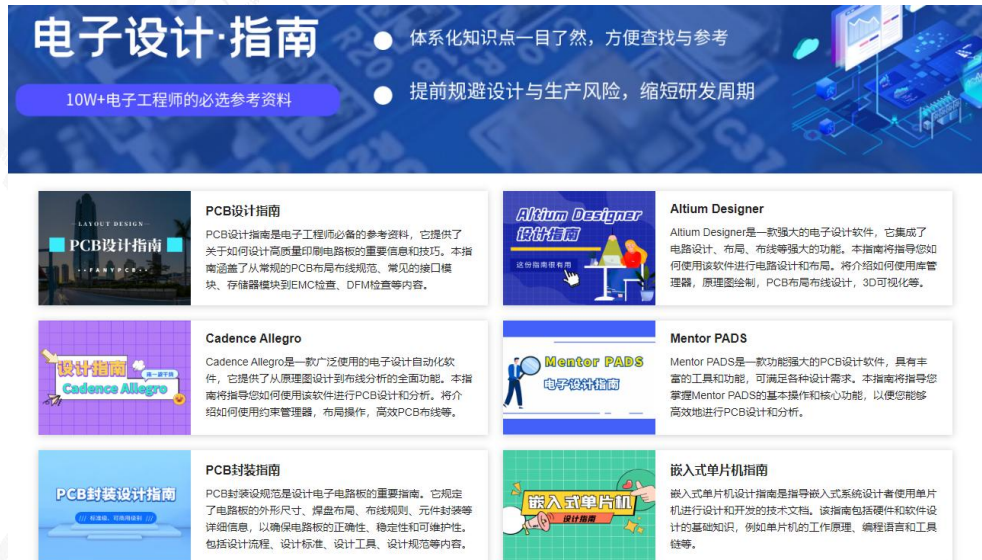 电子设计·指南
10W+电子工程师的必选参考资料
体系化知识点一目了然，方便查找与参考
提前规避设计与生产风险，缩短研发周期
R20
C37
LAYOUT DESIGN
PCB设计指南
FANYPCB
PCB设计指南
PCB设计指南是电子工程师必备的参考资料，它提供了
关于如何设计高质量印刷电路板的重要信息和技巧。本指
南涵盖了从常规的PCB布局布线规范、常见的接口模
块、存储器模块到EMC检查、DFM检查等内容。
Altium Designer
设计指南
这份指南很有用
Altium Designer
Altium Designer是一款强大的电子设计软件，它集成了
电路设计、布局、布线等强大的功能。本指南将指导您如
何使用该软件进行电路设计和布局。将介绍如何使用库管
理器，原理图绘制，PCB布局布线设计，3D可视化等。
设计指南
Cadence Allegro
Cadence Allegro
Cadence Allegro是一款广泛使用的电子设计自动化软
件，它提供了从原理图设计到布线分析的全面功能。本指
南将指导您如何使用该软件进行PCB设计和分析。将介
绍如何使用约束管理器，布局操作，高效PCB布线等。
Mentor PADS
电子设计指南
Mentor PADS
Mentor PADS是一款功能强大的PCB设计软件，具有丰
富的工具和功能，可满足各种设计需求。本指南将指导您
掌握Mentor PADS的基本操作和核心功能，以便您能够
高效地进行PCB设计和分析。
PCB封装设计指南
PCB封装指南
PCB封装设规范是设计电子电路板的重要指南。它规定
了电路板的外形尺寸、焊盘布局、布线规则、元件封装等
详细信息，以确保电路板的正确性、稳定性和可维护性。
包括设计流程、设计标准、设计工具、设计规范等内容。
嵌入式单片机
设计指南
嵌入式单片机指南
嵌入式单片机设计指南是指导嵌入式系统设计者使用单片
机进行设计和开发的技术文档。该指南包括硬件和软件设
计的基础知识，例如单片机的工作原理、编程语言和工具
链等。